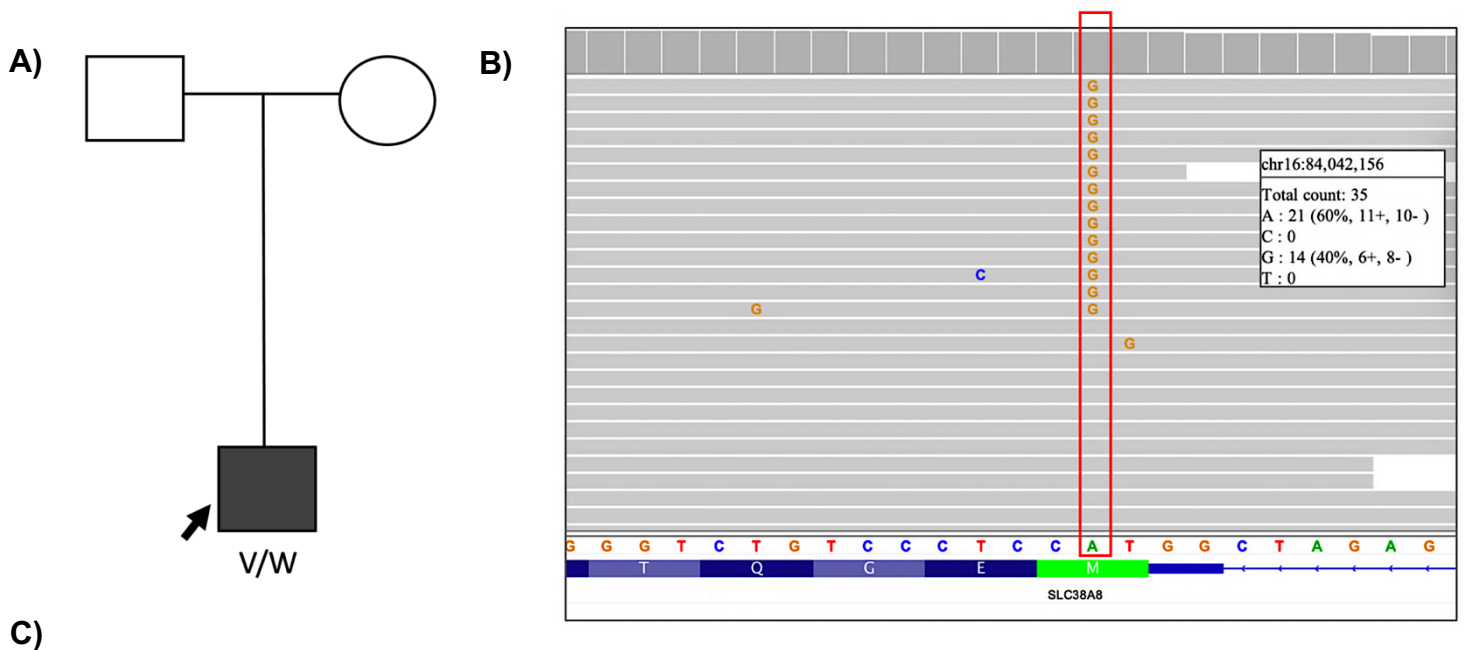 A)
B)
V/W
G
G
G
G
G
G
G
G
G
G
G
C G
G
G G
G
chr16:84,042,156
Total count: 35
A : 21 (60%, 11+, 10- )
C : 0
G : 14 (40%, 6+, 8- )
T : 0
G G G T C T G T C C C T C C A T G G C T A G A G
T Q G E M
SLC38A8
C)